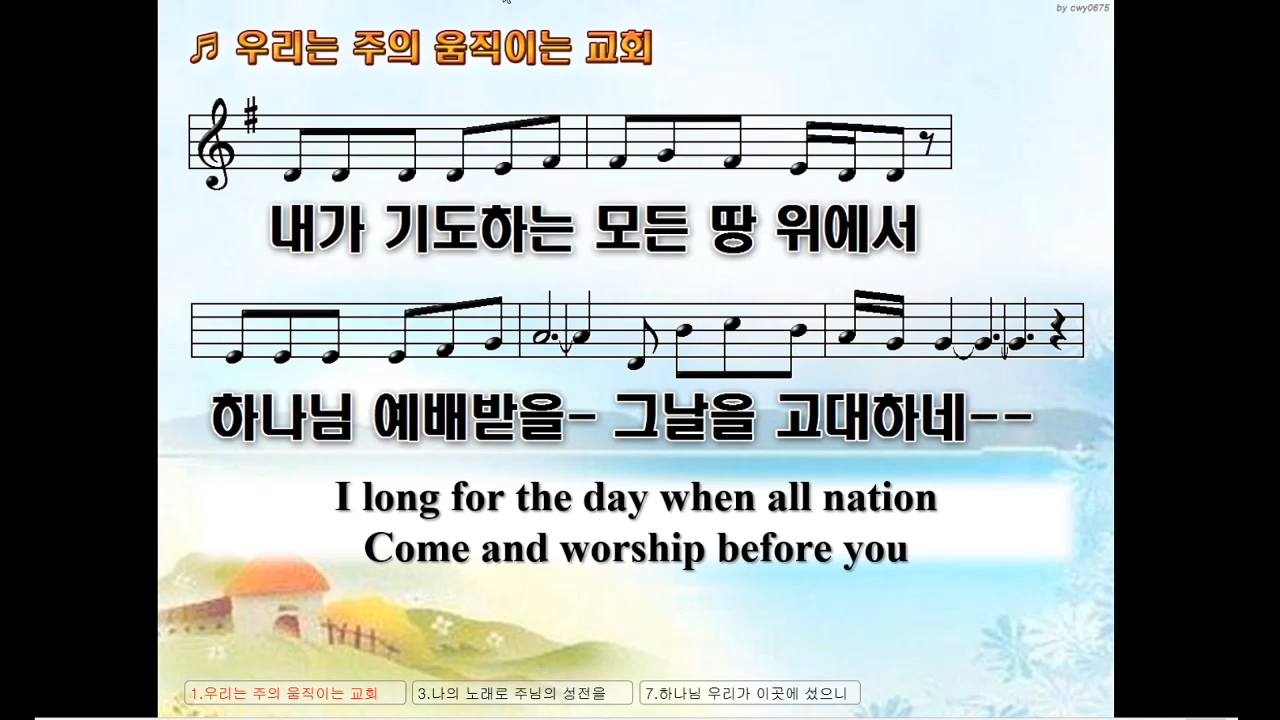 by cwy0675
우리는 주의 움직이는 교회
내가 기도하는 모든 땅 위에서
하나님 예배받을- 그날을 고대하네--
I long for the day when all nation
Come and worship before you
1.우리는 주의 움직이는 교회
3.나의 노래로 주님의 성전을
7.하나님 우리가 이곳에 섰으니